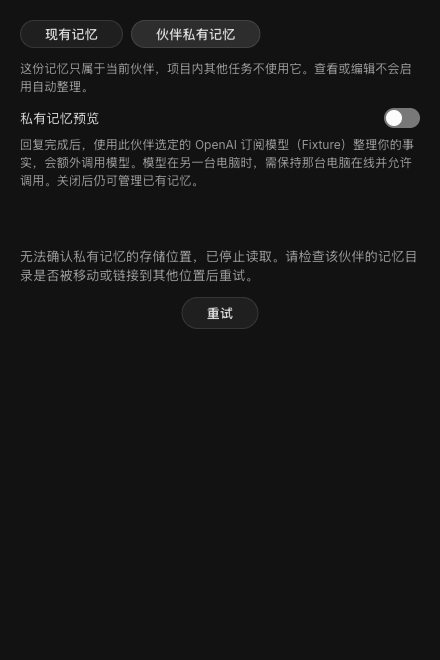 现有记忆
伙伴私有记忆
这份记忆只属于当前伙伴，项目内其他任务不使用它。查看或编辑不会启
用自动整理。
私有记忆预览
回复完成后，使用此伙伴选定的 OpenAI 订阅模型（Fixture）整理你的事
实，会额外调用模型。模型在另一台电脑时，需保持那台电脑在线并允许
调用。关闭后仍可管理已有记忆。
无法确认私有记忆的存储位置，已停止读取。请检查该伙伴的记忆目
录是否被移动或链接到其他位置后重试。
重试